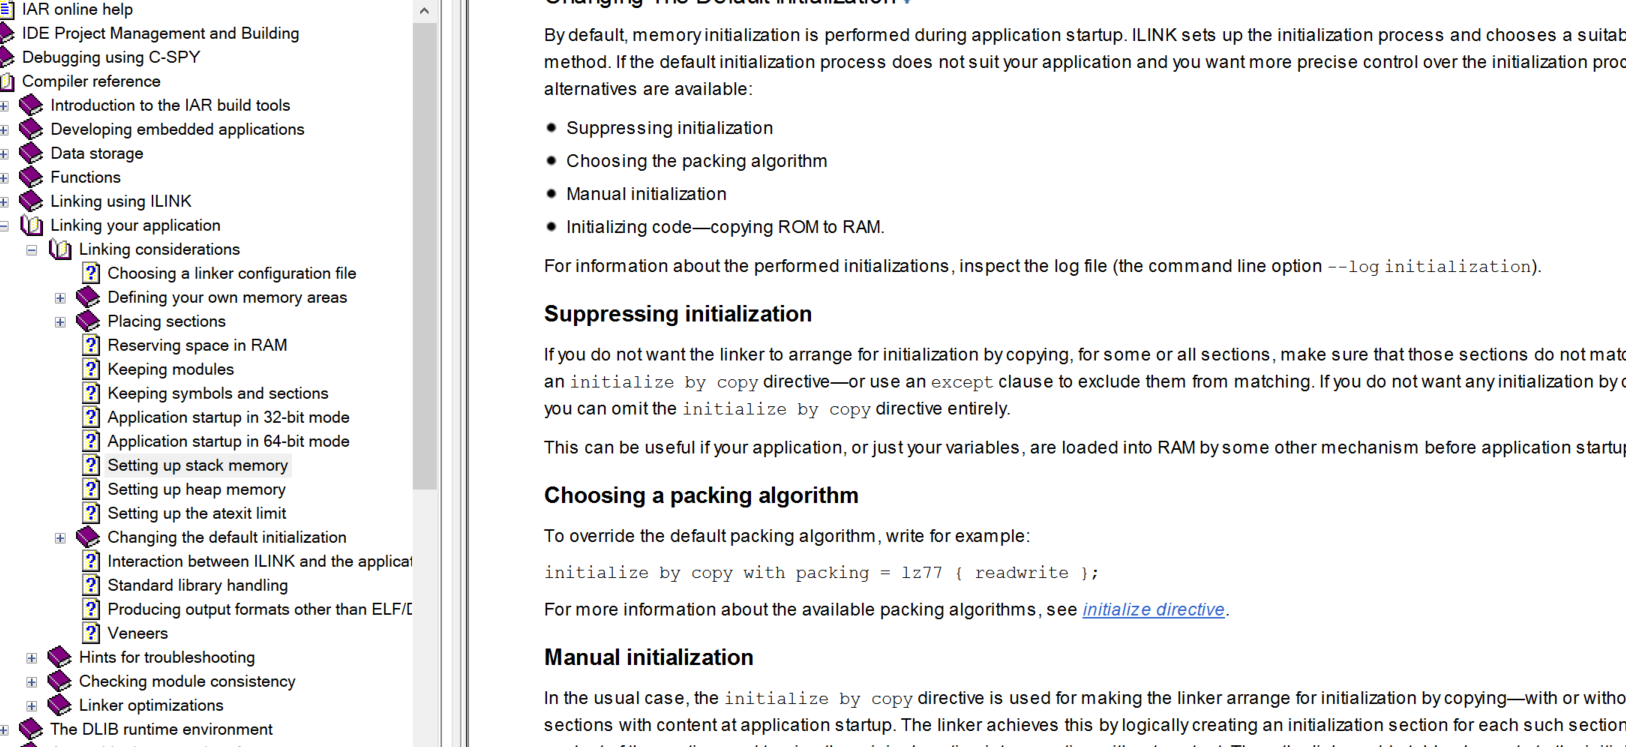 IAR online help
IDE Project Management and Building
Debugging using C-SPY
Compiler reference
Introduction to the IAR build tools
Developing embedded applications
Data storage
Functions
Linking using ILINK
Linking your application
Linking considerations
Choosing a linker configuration file
Defining your own memory areas
Placing sections
Reserving space in RAM
Keeping modules
Keeping symbols and sections
Application startup in 32-bit mode
Application startup in 64-bit mode
Setting up stack memory
Setting up heap memory
Setting up the atexit limit
Changing the default initialization
Interaction between ILINK and the applicat
Standard library handling
Producing output formats other than ELF/D
Veneers
Hints for troubleshooting
Checking module consistency
Linker optimizations
The DLIB runtime environment
Changing The Default Initialization
By default, memory initialization is performed during application startup. ILINK sets up the initialization process and chooses a suitab
method. If the default initialization process does not suit your application and you want more precise control over the initialization proc
alternatives are available:
● Suppressing initialization
● Choosing the packing algorithm
● Manual initialization
● Initializing code—copying ROM to RAM.
For information about the performed initializations, inspect the log file (the command line option --log initialization).
Suppressing initialization
If you do not want the linker to arrange for initialization by copying, for some or all sections, make sure that those sections do not matc
an initialize by copy directive—or use an except clause to exclude them from matching. If you do not want any initialization by c
you can omit the initialize by copy directive entirely.
This can be useful if your application, or just your variables, are loaded into RAM by some other mechanism before application startup
Choosing a packing algorithm
To override the default packing algorithm, write for example:
initialize by copy with packing = lz77 { readwrite };
For more information about the available packing algorithms, see initialize directive.
Manual initialization
In the usual case, the initialize by copy directive is used for making the linker arrange for initialization by copying—with or witho
sections with content at application startup. The linker achieves this by logically creating an initialization section for each such section